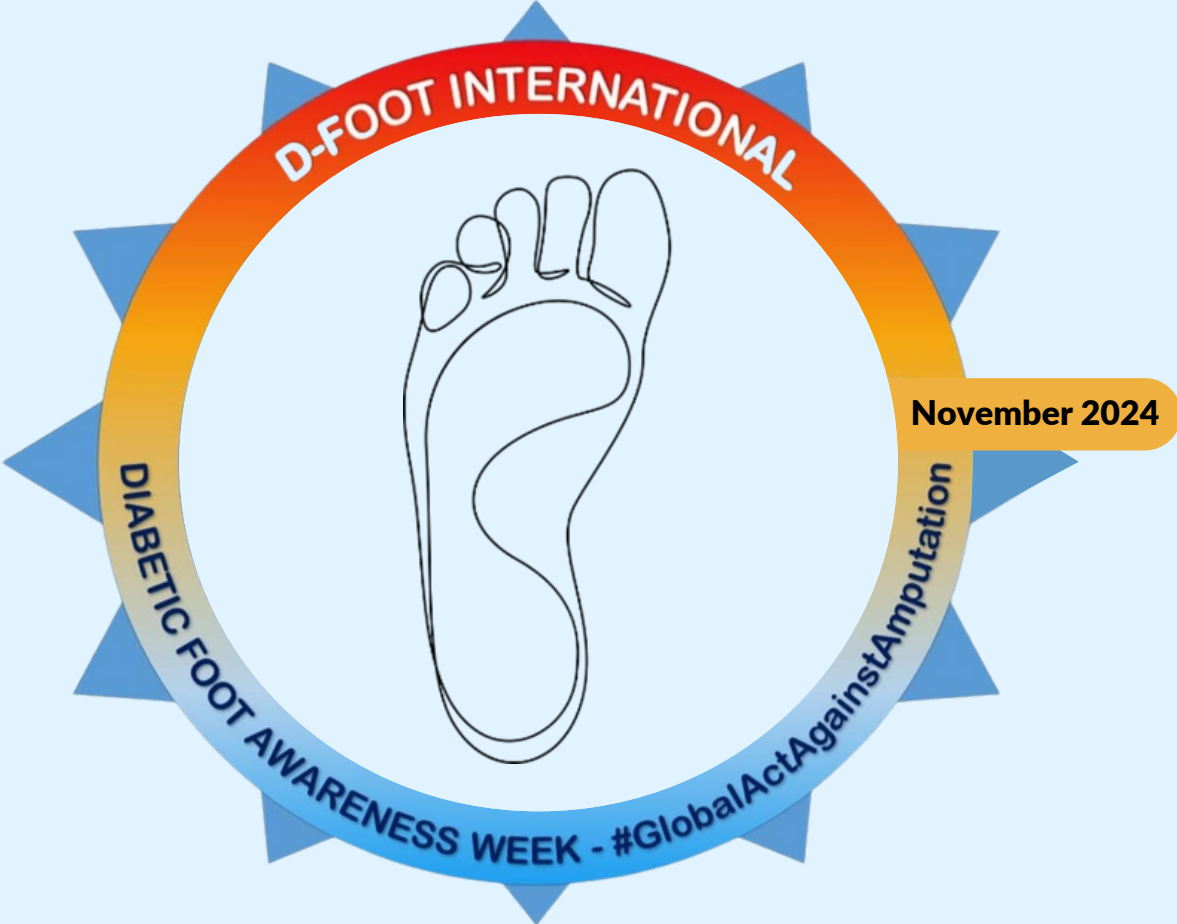 D-FOOT INTERNATIONAL
November 2024
DIABETIC FOOT AWARENESS WEEK - #GlobalActAgainstAmputation